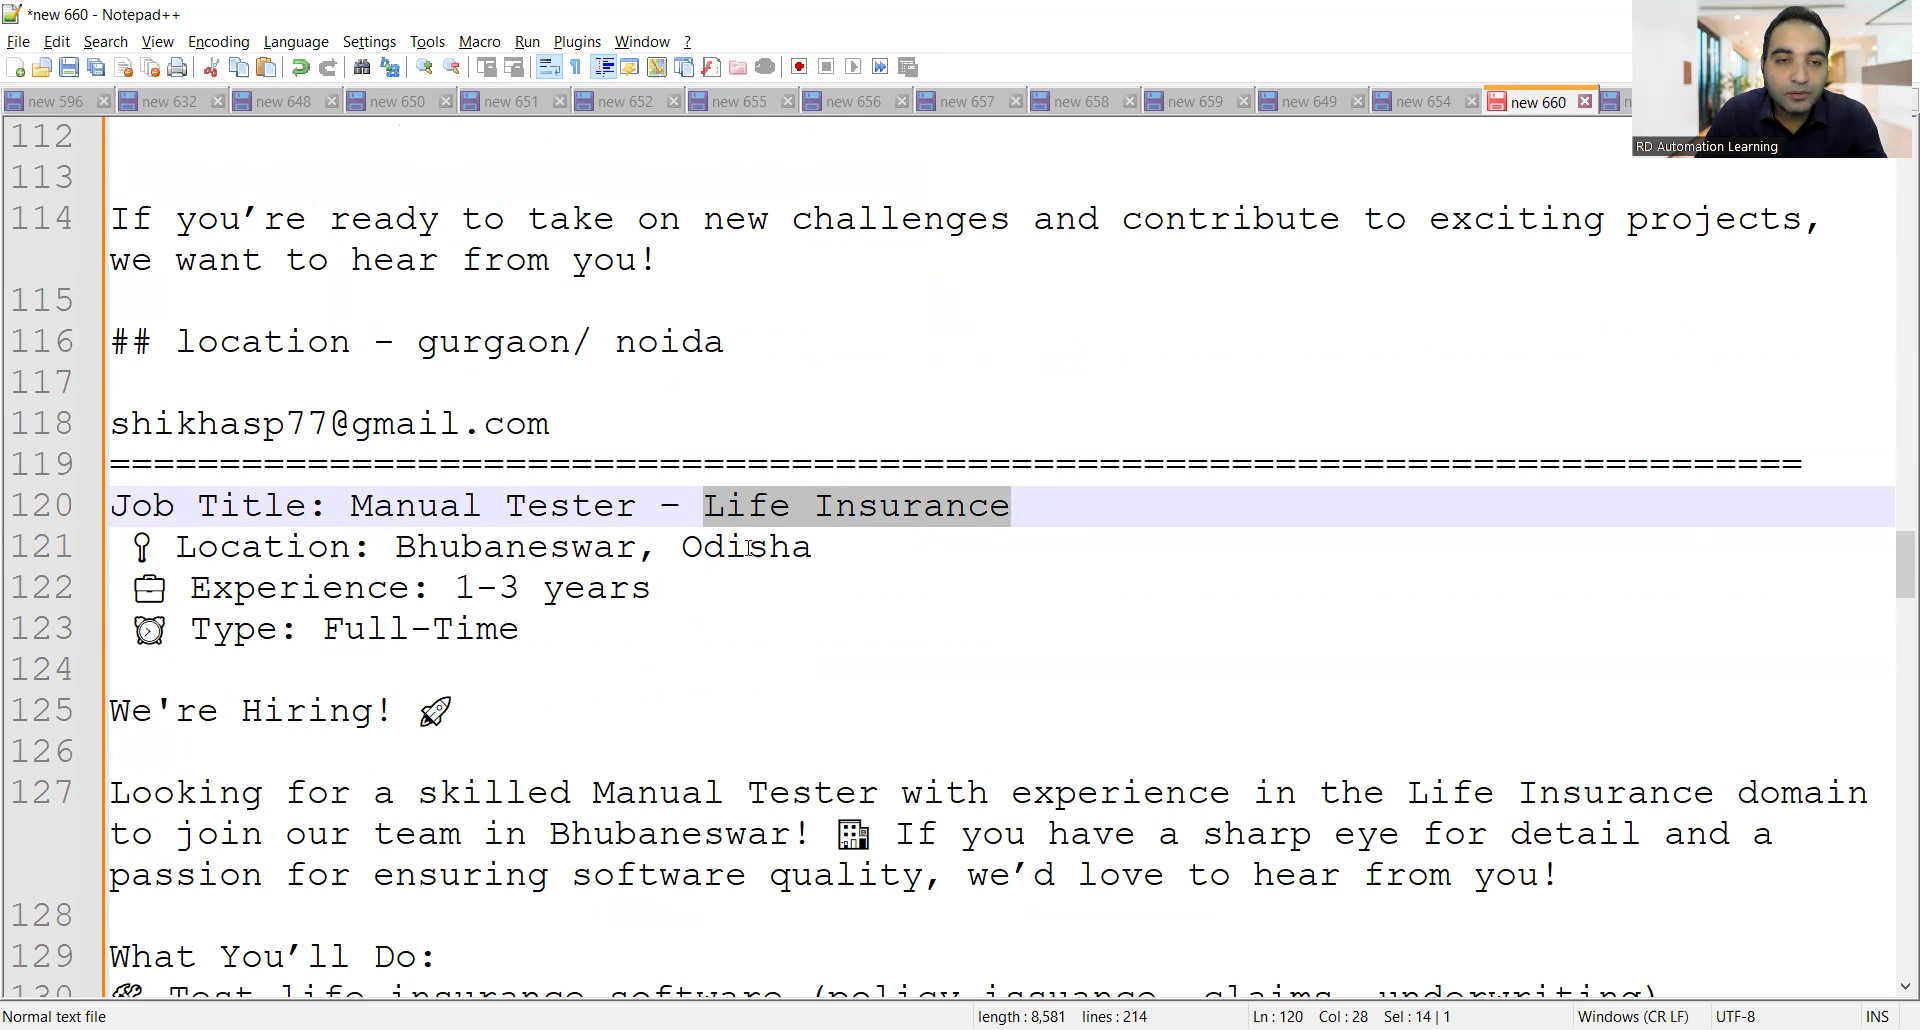 *new 660 - Notepad++
File Edit Search View Encoding Language Settings Tools Macro Run Plugins Window ?
new 596 new 632 new 648 new 650 new 651 new 652 new 655 new 656 new 657 new 658 new 659 new 649 new 654 new 660
RD Automation Learning
112
113
114 If you’re ready to take on new challenges and contribute to exciting projects,
we want to hear from you!
115
116 ## location - gurgaon/ noida
117
118 shikhasp77@gmail.com
119 =============================================================================
120 Job Title: Manual Tester – Life Insurance
121 Location: Bhubaneswar, Odisha
122 Experience: 1-3 years
123 Type: Full-Time
124
125 We're Hiring! 🚀
126
127 Looking for a skilled Manual Tester with experience in the Life Insurance domain
to join our team in Bhubaneswar! 🏢 If you have a sharp eye for detail and a
passion for ensuring software quality, we’d love to hear from you!
128
129 What You’ll Do:
130 Test life insurance software (policy issuance, claims, underwriting)
Normal text file length : 8,581 lines : 214 Ln : 120 Col : 28 Sel : 14 | 1 Windows (CR LF) UTF-8 INS